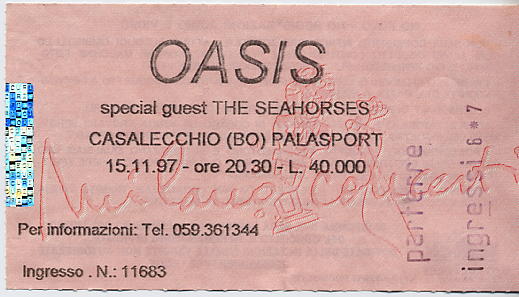 OASIS
special guest THE SEAHORSES
CASALECCHIO (BO) PALASPORT
15.11.97 - ore 20.30 - L. 40.000
Per informazioni: Tel. 059.361344
Ingresso . N.: 11683
parterre
ingressi 6*7